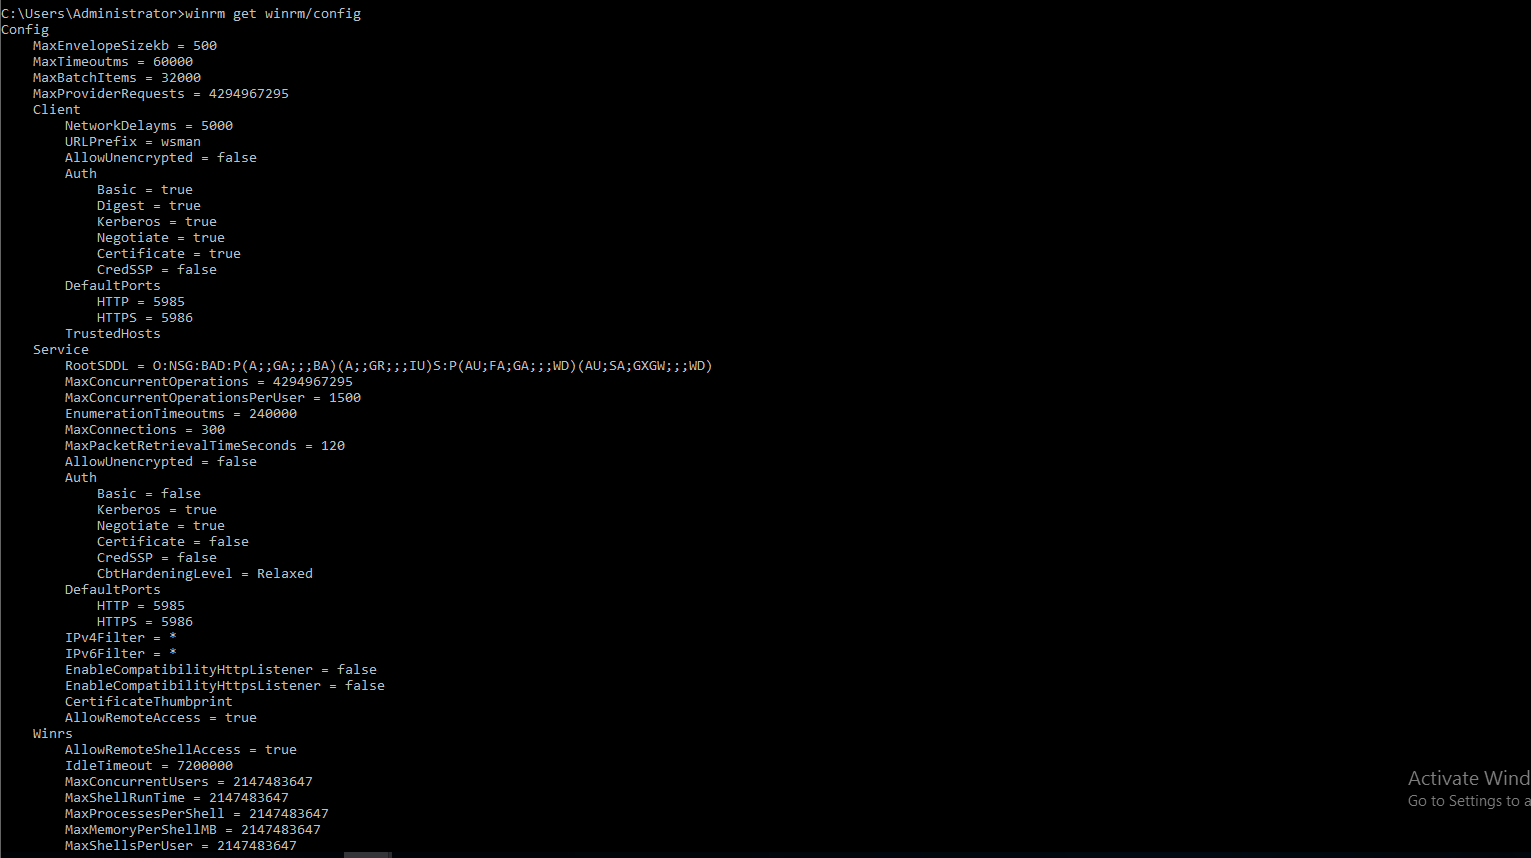 C:\Users\Administrator>winrm get winrm/config
Config
    MaxEnvelopeSizekb = 500
    MaxTimeoutms = 60000
    MaxBatchItems = 32000
    MaxProviderRequests = 4294967295
    Client
        NetworkDelayms = 5000
        URLPrefix = wsman
        AllowUnencrypted = false
        Auth
            Basic = true
            Digest = true
            Kerberos = true
            Negotiate = true
            Certificate = true
            CredSSP = false
        DefaultPorts
            HTTP = 5985
            HTTPS = 5986
        TrustedHosts
    Service
        RootSDDL = O:NSG:BAD:P(A;;GA;;;BA)(A;;GR;;;IU)S:P(AU;FA;GA;;;WD)(AU;SA;GXGW;;;WD)
        MaxConcurrentOperations = 4294967295
        MaxConcurrentOperationsPerUser = 1500
        EnumerationTimeoutms = 240000
        MaxConnections = 300
        MaxPacketRetrievalTimeSeconds = 120
        AllowUnencrypted = false
        Auth
            Basic = false
            Kerberos = true
            Negotiate = true
            Certificate = false
            CredSSP = false
            CbtHardeningLevel = Relaxed
        DefaultPorts
            HTTP = 5985
            HTTPS = 5986
        IPv4Filter = *
        IPv6Filter = *
        EnableCompatibilityHttpListener = false
        EnableCompatibilityHttpsListener = false
        CertificateThumbprint
        AllowRemoteAccess = true
    Winrs
        AllowRemoteShellAccess = true
        IdleTimeout = 7200000
        MaxConcurrentUsers = 2147483647
        MaxShellRunTime = 2147483647
        MaxProcessesPerShell = 2147483647
        MaxMemoryPerShellMB = 2147483647
        MaxShellsPerUser = 2147483647
Activate Wind
Go to Settings to a